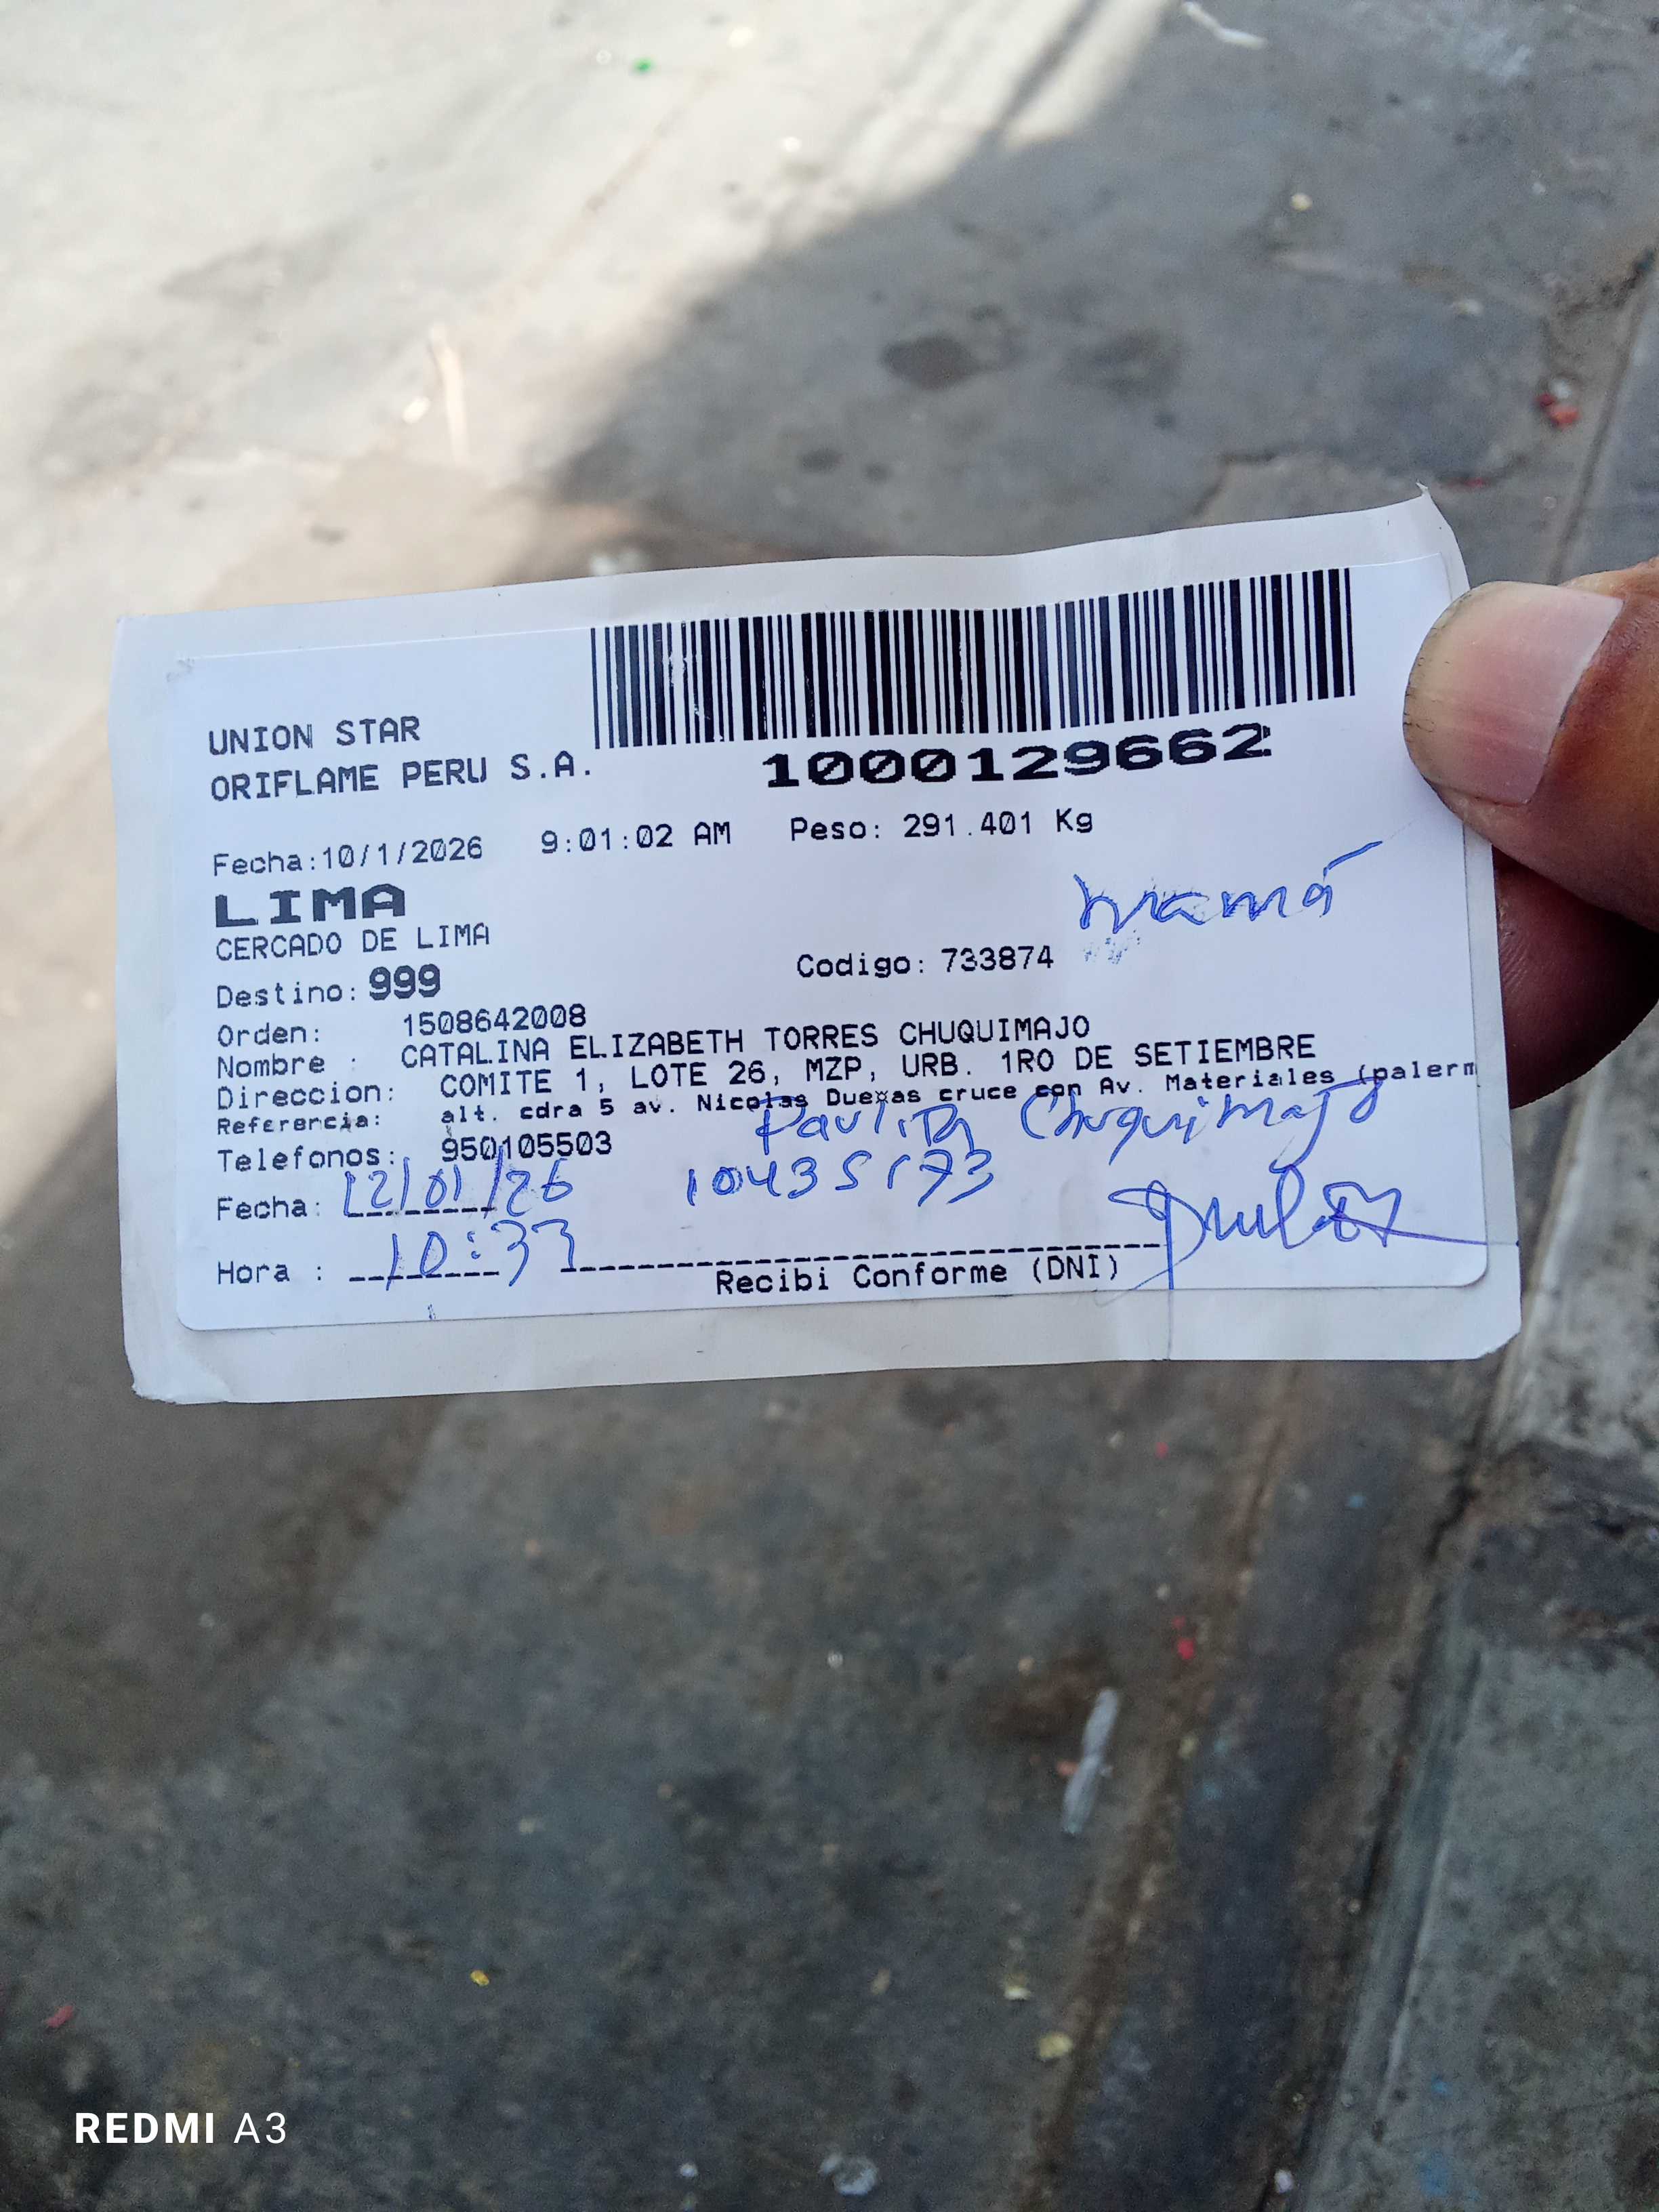 UNION STAR
ORIFLAME PERU S.A.
1000129662
Fecha:10/1/2026 9:01:02 AM Peso: 291.401 Kg
LIMA
mamá
CERCADO DE LIMA
Destino: 999 Codigo: 733874
Orden: 1508642008
Nombre : CATALINA ELIZABETH TORRES CHUQUIMAJO
Direccion: COMITE 1, LOTE 26, MZP, URB. 1RO DE SETIEMBRE
Referencia: alt. cdra 5 av. Nicolas Dueñas cruce con Av. Materiales (palerm
Telefonos: 950105503 Chuquimajo
Fecha: 12/01/26 10435173
Hora : 10:37
Recibi Conforme (DNI)
REDMI A3